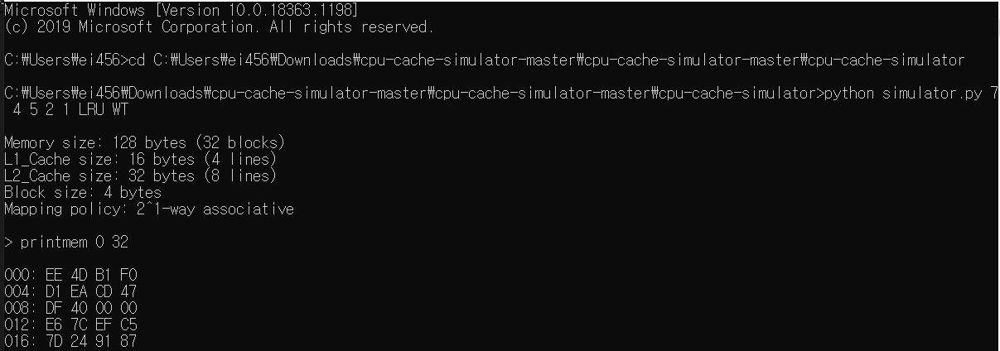 Microsoft Windows [Version 10.0.18363.1198]
(c) 2019 Microsoft Corporation. All rights reserved.
C:₩Users₩ei456>cd C:₩Users₩ei456₩Downloads₩cpu-cache-simulator-master₩cpu-cache-simulator-master₩cpu-cache-simulator
C:₩Users₩ei456₩Downloads₩cpu-cache-simulator-master₩cpu-cache-simulator-master₩cpu-cache-simulator>python simulator.py 7
4 5 2 1 LRU WT
Memory size: 128 bytes (32 blocks)
L1_Cache size: 16 bytes (4 lines)
L2_Cache size: 32 bytes (8 lines)
Block size: 4 bytes
Mapping policy: 2^1-way associative
> printmem 0 32
000: EE 4D B1 F0
004: D1 EA CD 47
008: DF 40 00 00
012: E6 7C EF C5
016: 7D 24 91 87